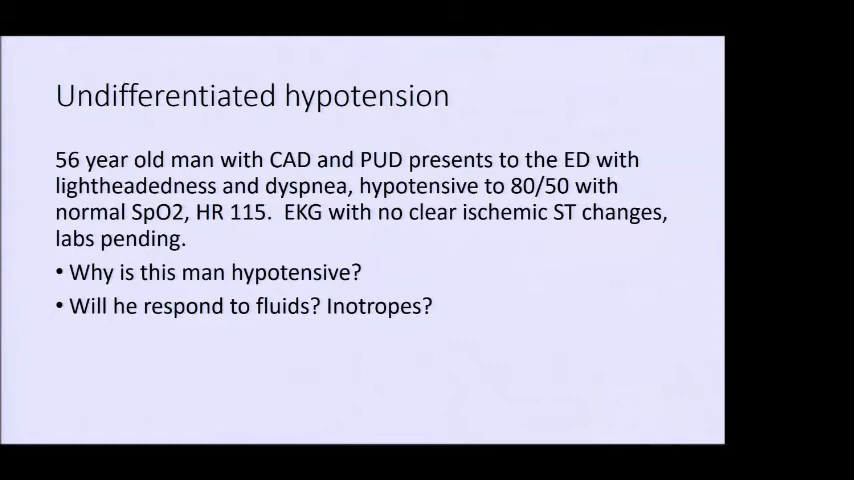 Undifferentiated hypotension
56 year old man with CAD and PUD presents to the ED with
lightheadedness and dyspnea, hypotensive to 80/50 with
normal SpO2, HR 115.  EKG with no clear ischemic ST changes,
labs pending.
• Why is this man hypotensive?
• Will he respond to fluids? Inotropes?